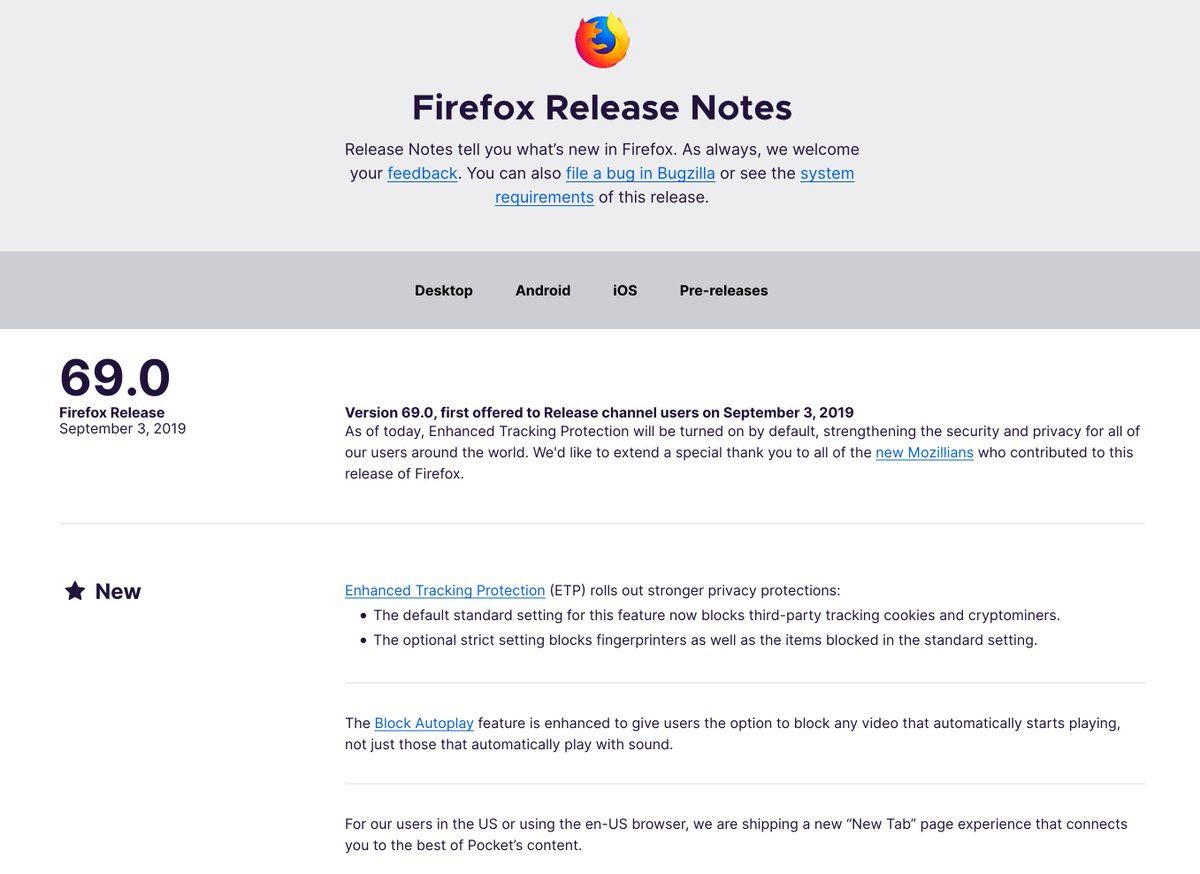 Firefox Release Notes
Release Notes tell you what’s new in Firefox. As always, we welcome
your feedback. You can also file a bug in Bugzilla or see the system
requirements of this release.
Desktop Android iOS Pre-releases
69.0
Firefox Release
September 3, 2019
Version 69.0, first offered to Release channel users on September 3, 2019
As of today, Enhanced Tracking Protection will be turned on by default, strengthening the security and privacy for all of
our users around the world. We'd like to extend a special thank you to all of the new Mozillians who contributed to this
release of Firefox.
New
Enhanced Tracking Protection (ETP) rolls out stronger privacy protections:
• The default standard setting for this feature now blocks third-party tracking cookies and cryptominers.
• The optional strict setting blocks fingerprinters as well as the items blocked in the standard setting.
The Block Autoplay feature is enhanced to give users the option to block any video that automatically starts playing,
not just those that automatically play with sound.
For our users in the US or using the en-US browser, we are shipping a new “New Tab” page experience that connects
you to the best of Pocket’s content.